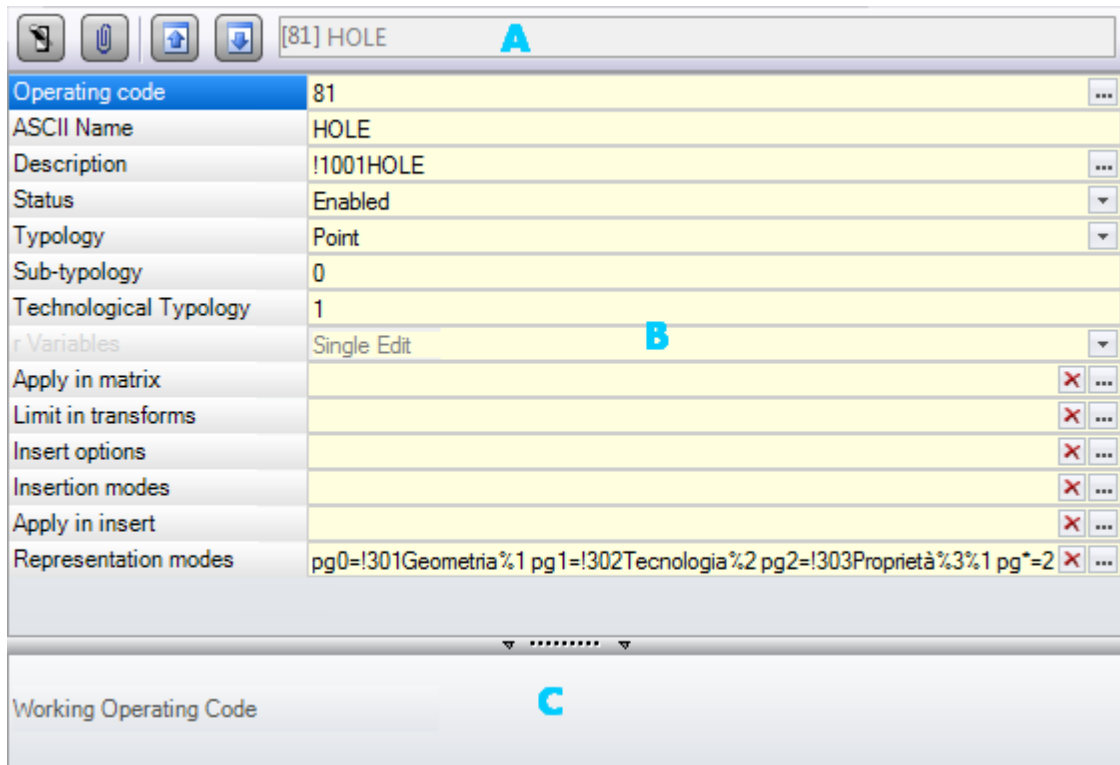 [81] HOLE A
Operating code 81 ...
ASCII Name HOLE
Description !1001HOLE ...
Status Enabled
Typology Point
Sub-typology 0
Technological Typology 1
r Variables Single Edit B
Apply in matrix ...
Limit in transforms ...
Insert options ...
Insertion modes ...
Apply in insert ...
Representation modes pg0=!301Geometria%1 pg1=!302Tecnologia%2 pg2=!303Proprietà%3%1 pg*=2 ...
Working Operating Code C